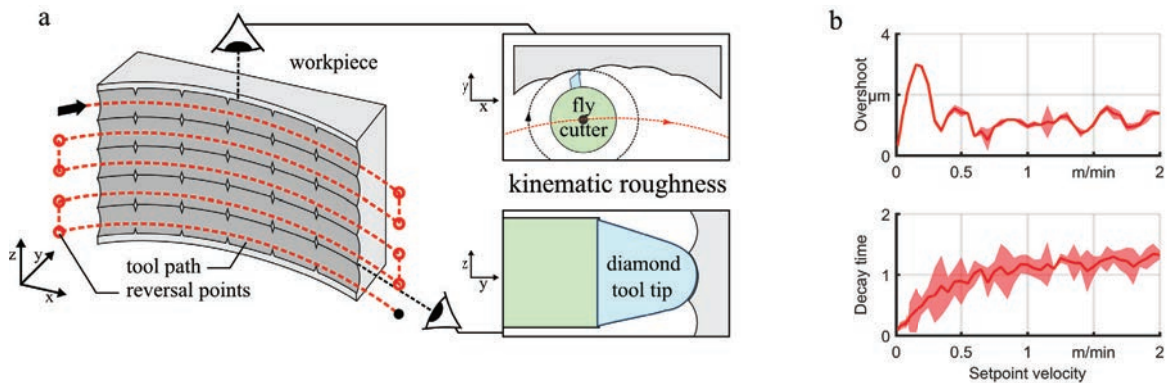 a
workpiece
z
y
x
tool path
reversal points
y
x
fly
cutter
kinematic roughness
z
y
diamond
tool tip
b
Overshoot
µm
4
0
0
0.5
1
m/min
2
Decay time
2
1
0
0
0.5
1
m/min
2
Setpoint velocity